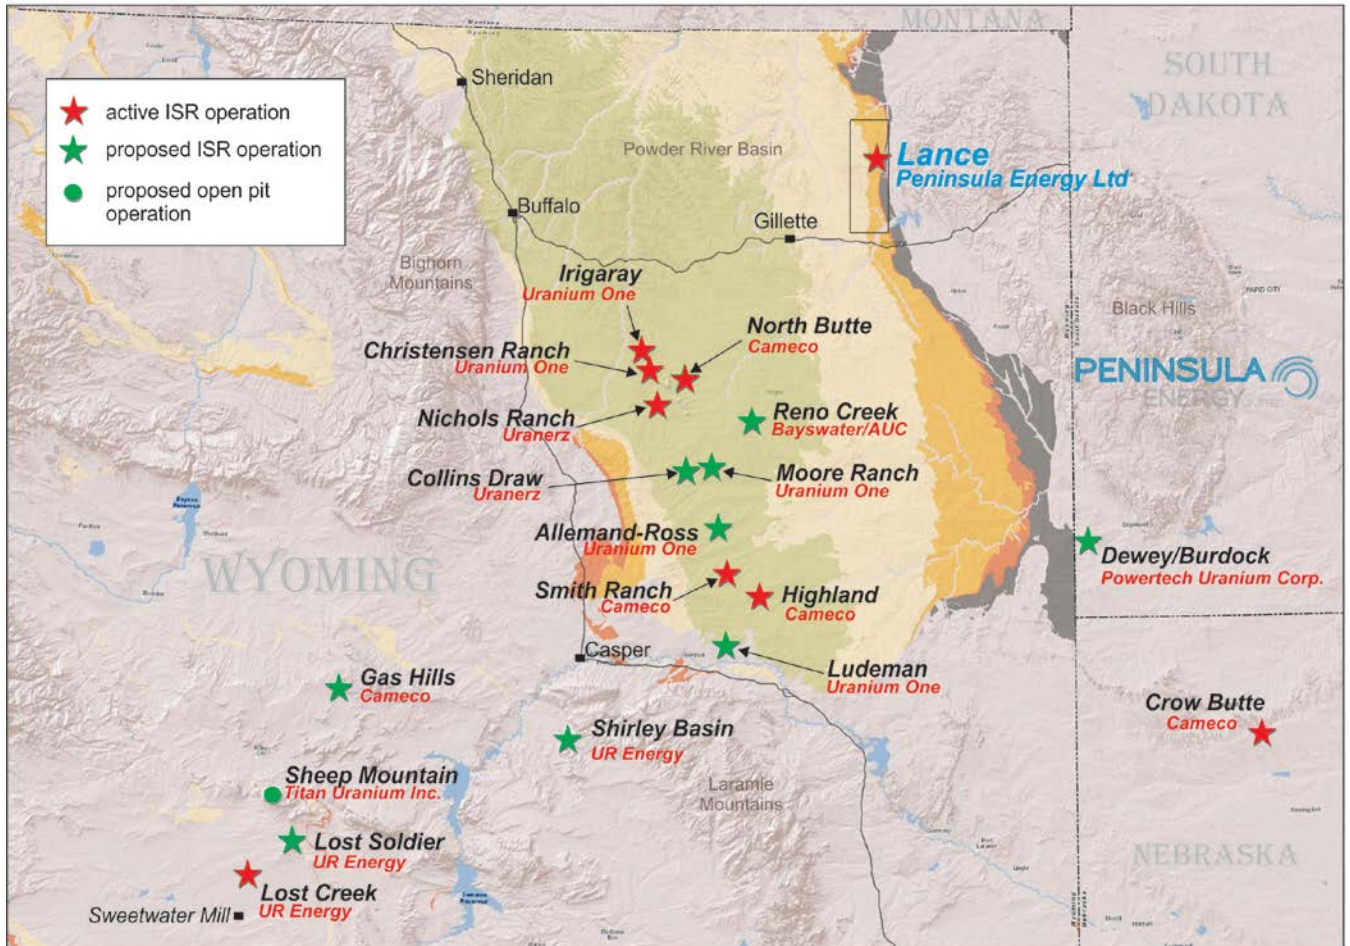 MONTANA
Montana
Wyoming
SOUTH
DAKOTA
Sheridan
active ISR operation
proposed ISR operation
proposed open pit
operation
Powder River Basin
Lance
Peninsula Energy Ltd
Buffalo
Gillette
Bighorn
Mountains
Irigaray
Uranium One
Black Hills
RAPID CITY
North Butte
Cameco
Christensen Ranch
Uranium One
PENINSULA
ENERGY
Nichols Ranch
Uranerz
Reno Creek
Bayswater/AUC
Collins Draw
Uranerz
Moore Ranch
Uranium One
Allemand-Ross
Uranium One
WYOMING
Dewey/Burdock
Powertech Uranium Corp.
Smith Ranch
Cameco
Highland
Cameco
Casper
Ludeman
Uranium One
Gas Hills
Cameco
Crow Butte
Cameco
Shirley Basin
UR Energy
Sheep Mountain
Titan Uranium Inc.
Laramie
Mountains
Lost Soldier
UR Energy
NEBRASKA
Lost Creek
UR Energy
Sweetwater Mill